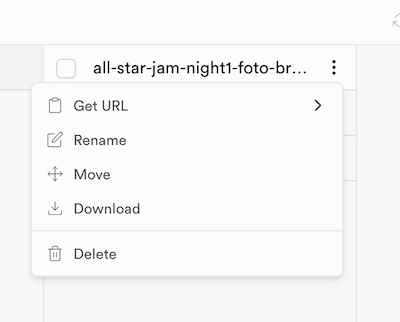 all-star-jam-night1-foto-br...
Get URL
Rename
Move
Download
Delete